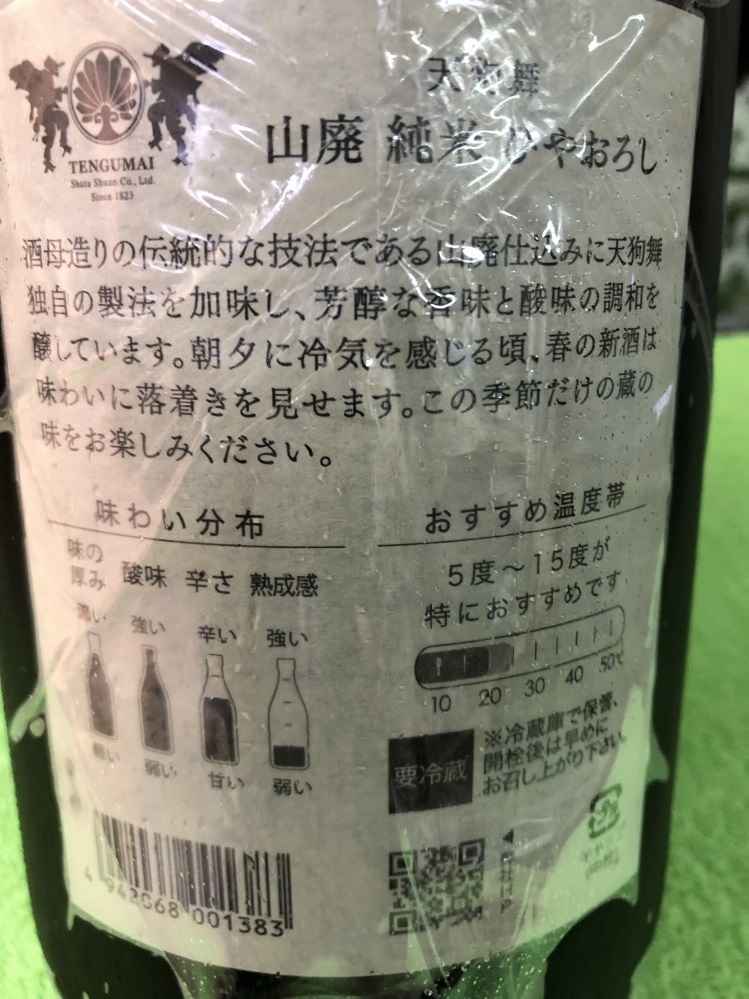 TENGUMAI
Shata Shuzo Co., Ltd.
Since 1823
天狗舞
山廃 純米 ひやおろし
酒母造りの伝統的な技法である山廃仕込みに天狗舞
独自の製法を加味し、芳醇な香味と酸味の調和を
醸しています。朝夕に冷気を感じる頃、春の新酒は
味わいに落着きを見せます。この季節だけの蔵の
味をお楽しみください。
味わい分布
味の
厚み 酸味 辛さ 熟成感
濃い 強い 辛い 強い
軽い 弱い 甘い 弱い
おすすめ温度帯
5度〜15度が
特におすすめです
10 20 30 40 50℃
要冷蔵
※冷蔵庫で保管、
開栓後は早めに
お召し上がり下さい。
4 942068 001383